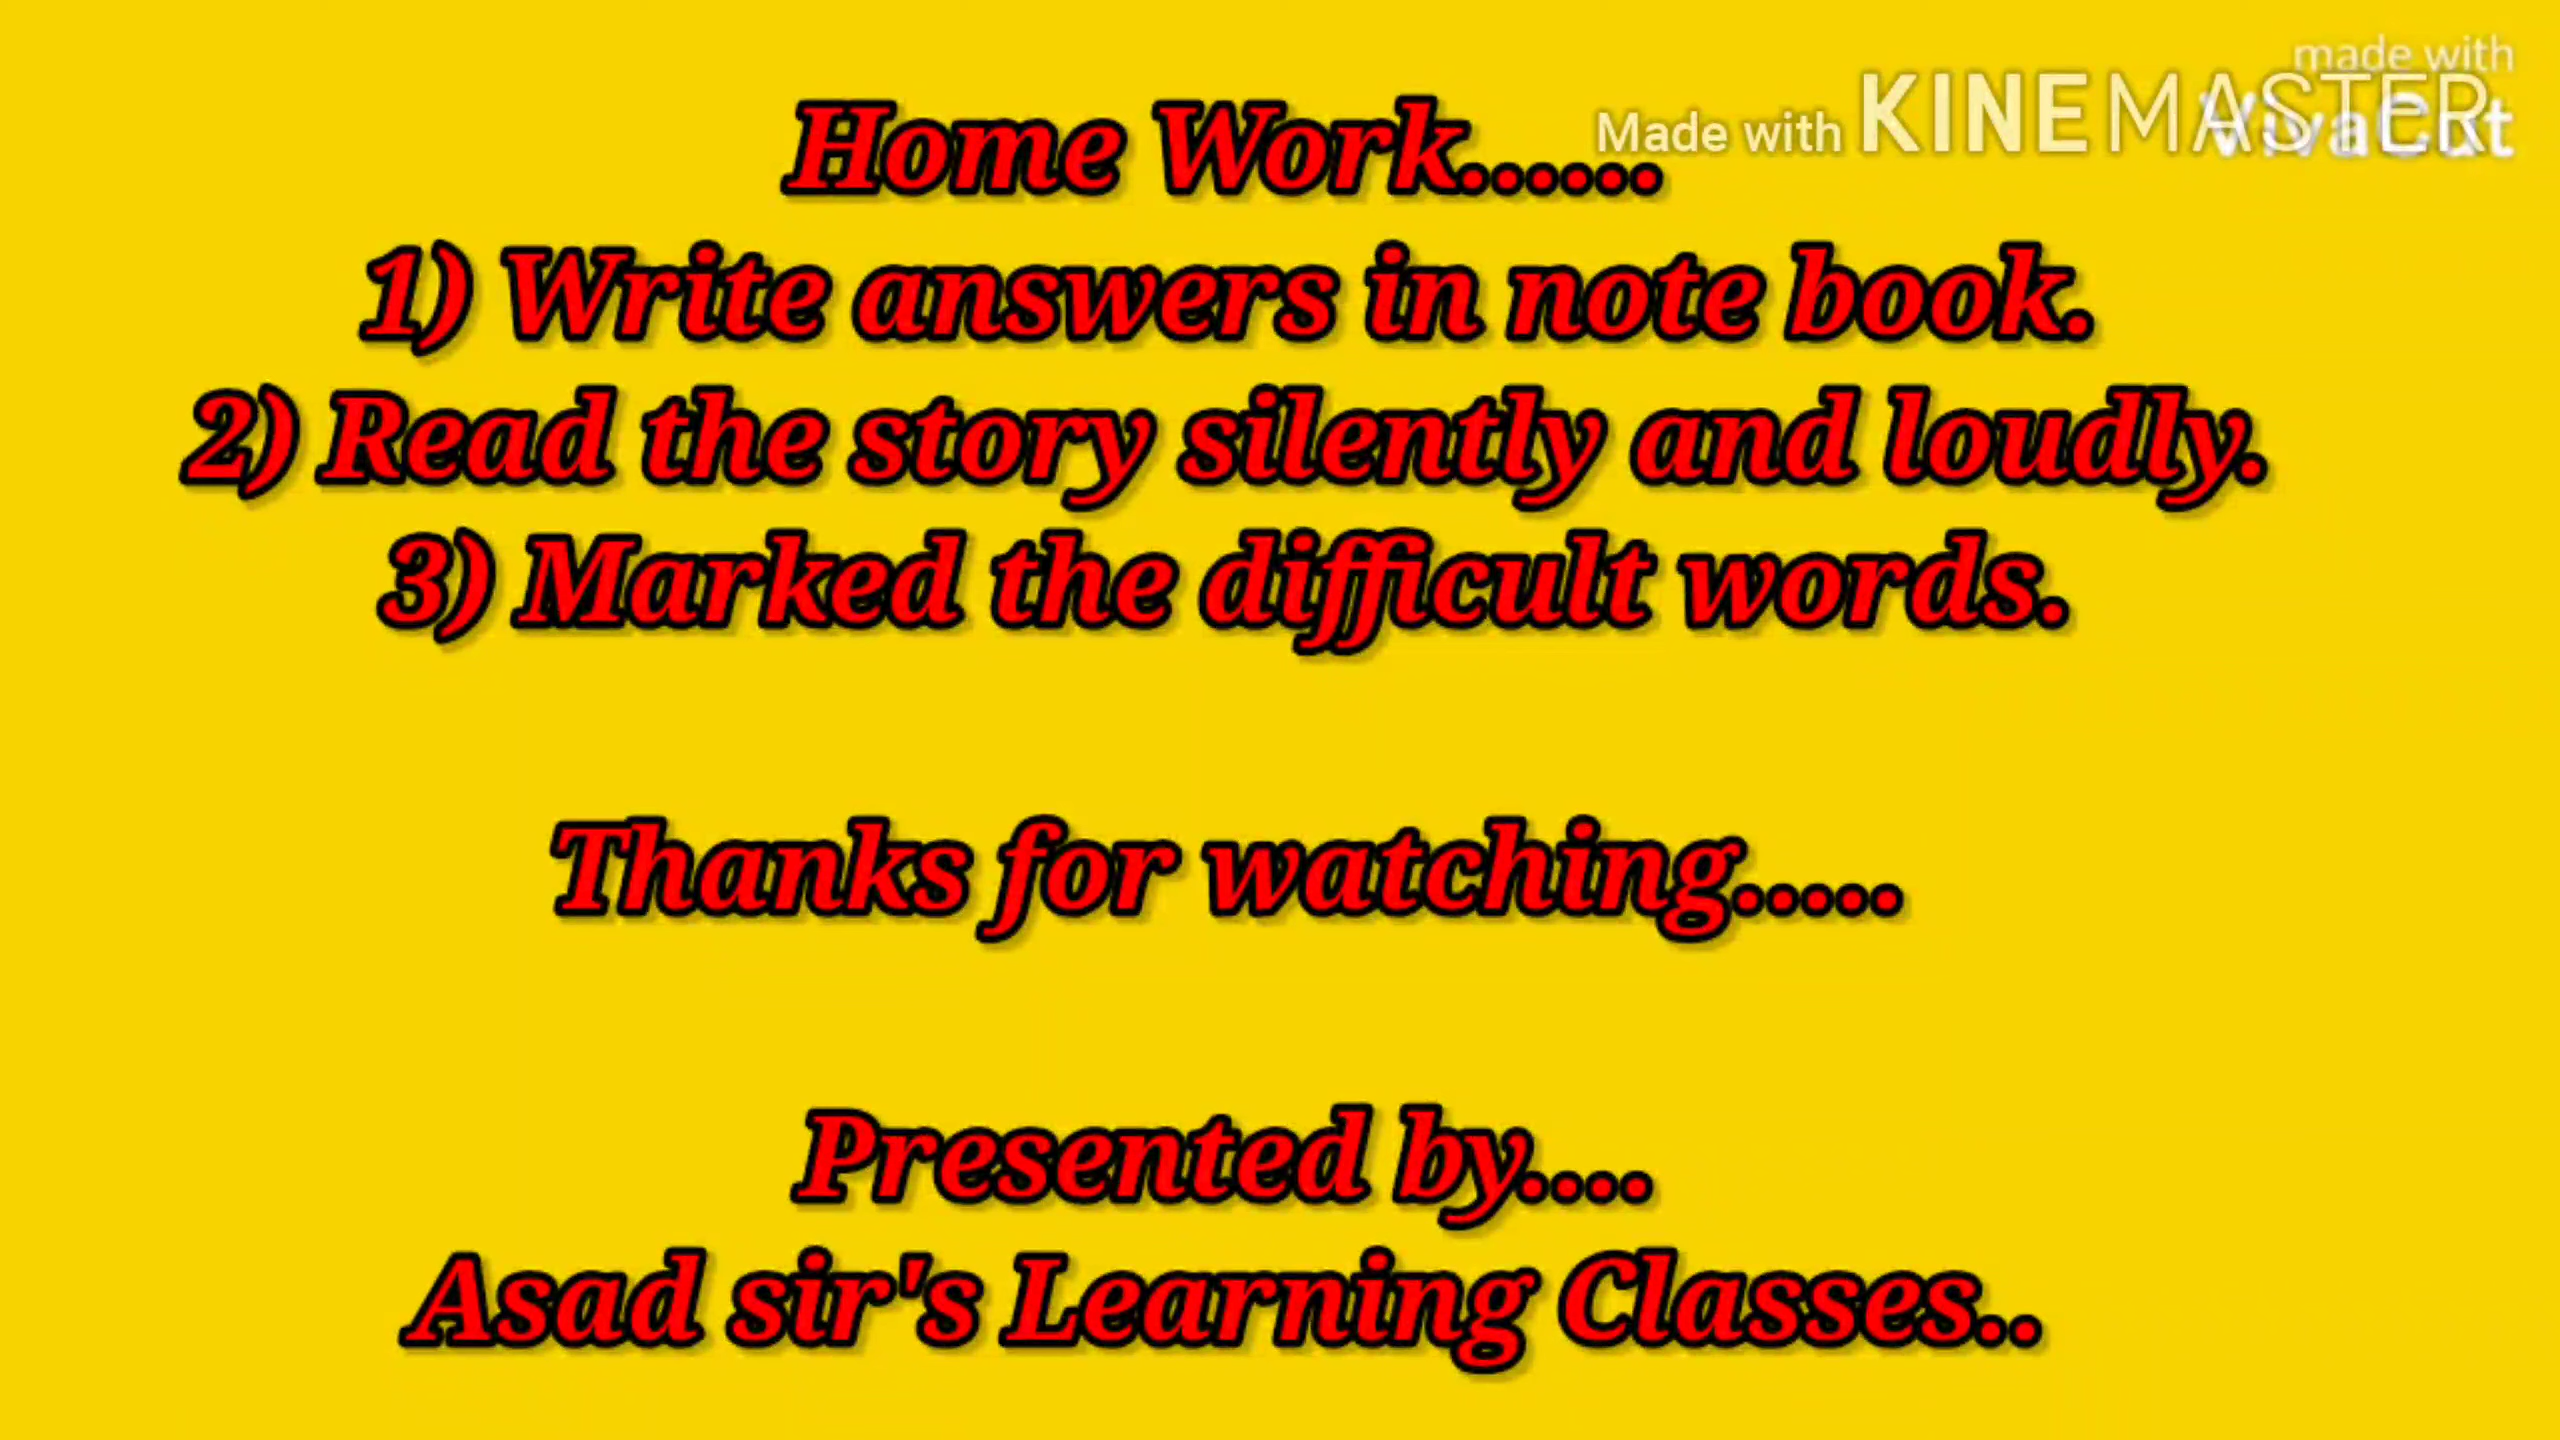 made with
Made with KINEMASTER
VivaCut
Home Work......
1) Write answers in note book.
2) Read the story silently and loudly.
3) Marked the difficult words.
Thanks for watching.....
Presented by....
Asad sir's Learning Classes..